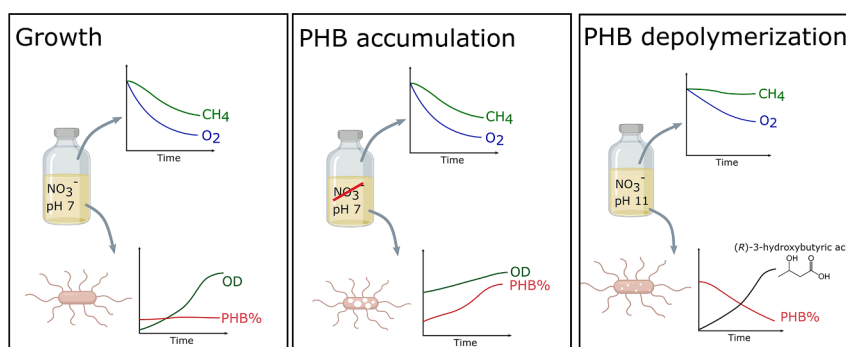 Growth
CH4
O2
Time
NO3-
pH 7
OD
PHB%
Time
PHB accumulation
CH4
O2
Time
NO3-
pH 7
OD
PHB%
Time
PHB depolymerization
CH4
O2
Time
NO3-
pH 11
(R)-3-hydroxybutyric ac
OH
O
OH
PHB%
Time